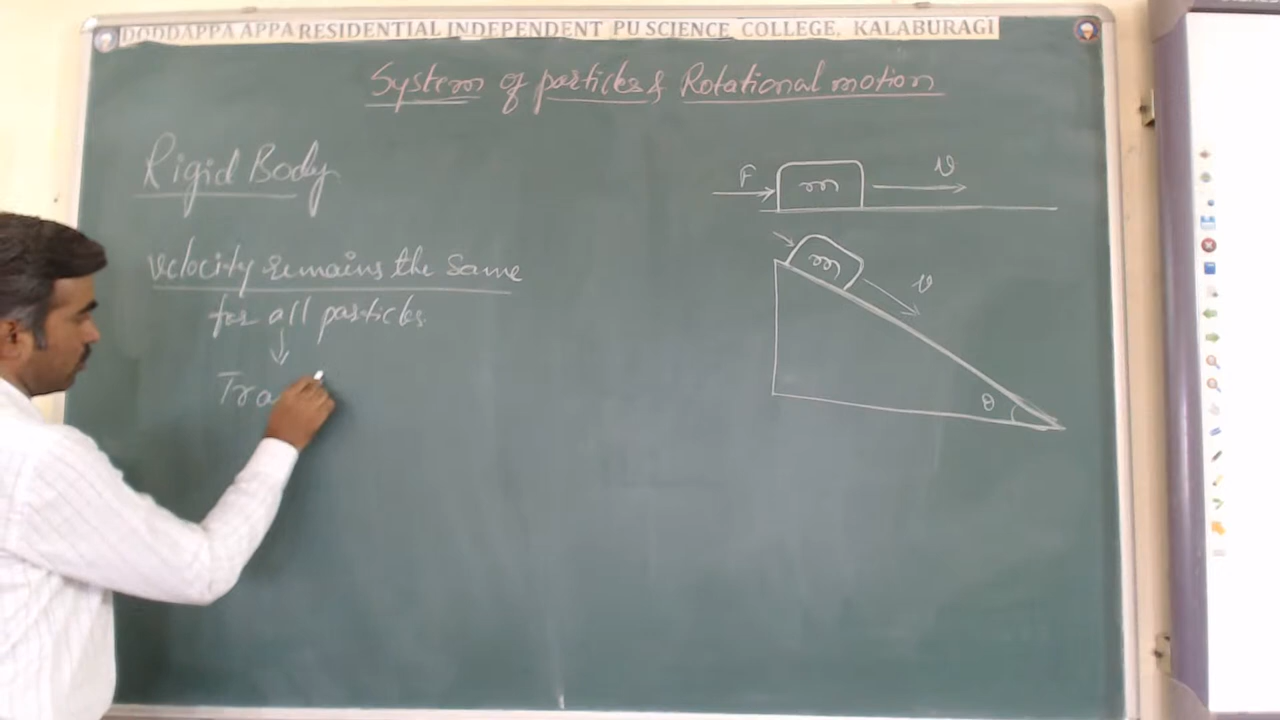 DODDAPPA APPA RESIDENTIAL INDEPENDENT PU SCIENCE COLLEGE, KALABURAGI
System of particles & Rotational motion
Rigid Body
velocity remains the same
for all particles.
Tra
F
m
v
m
v
θ